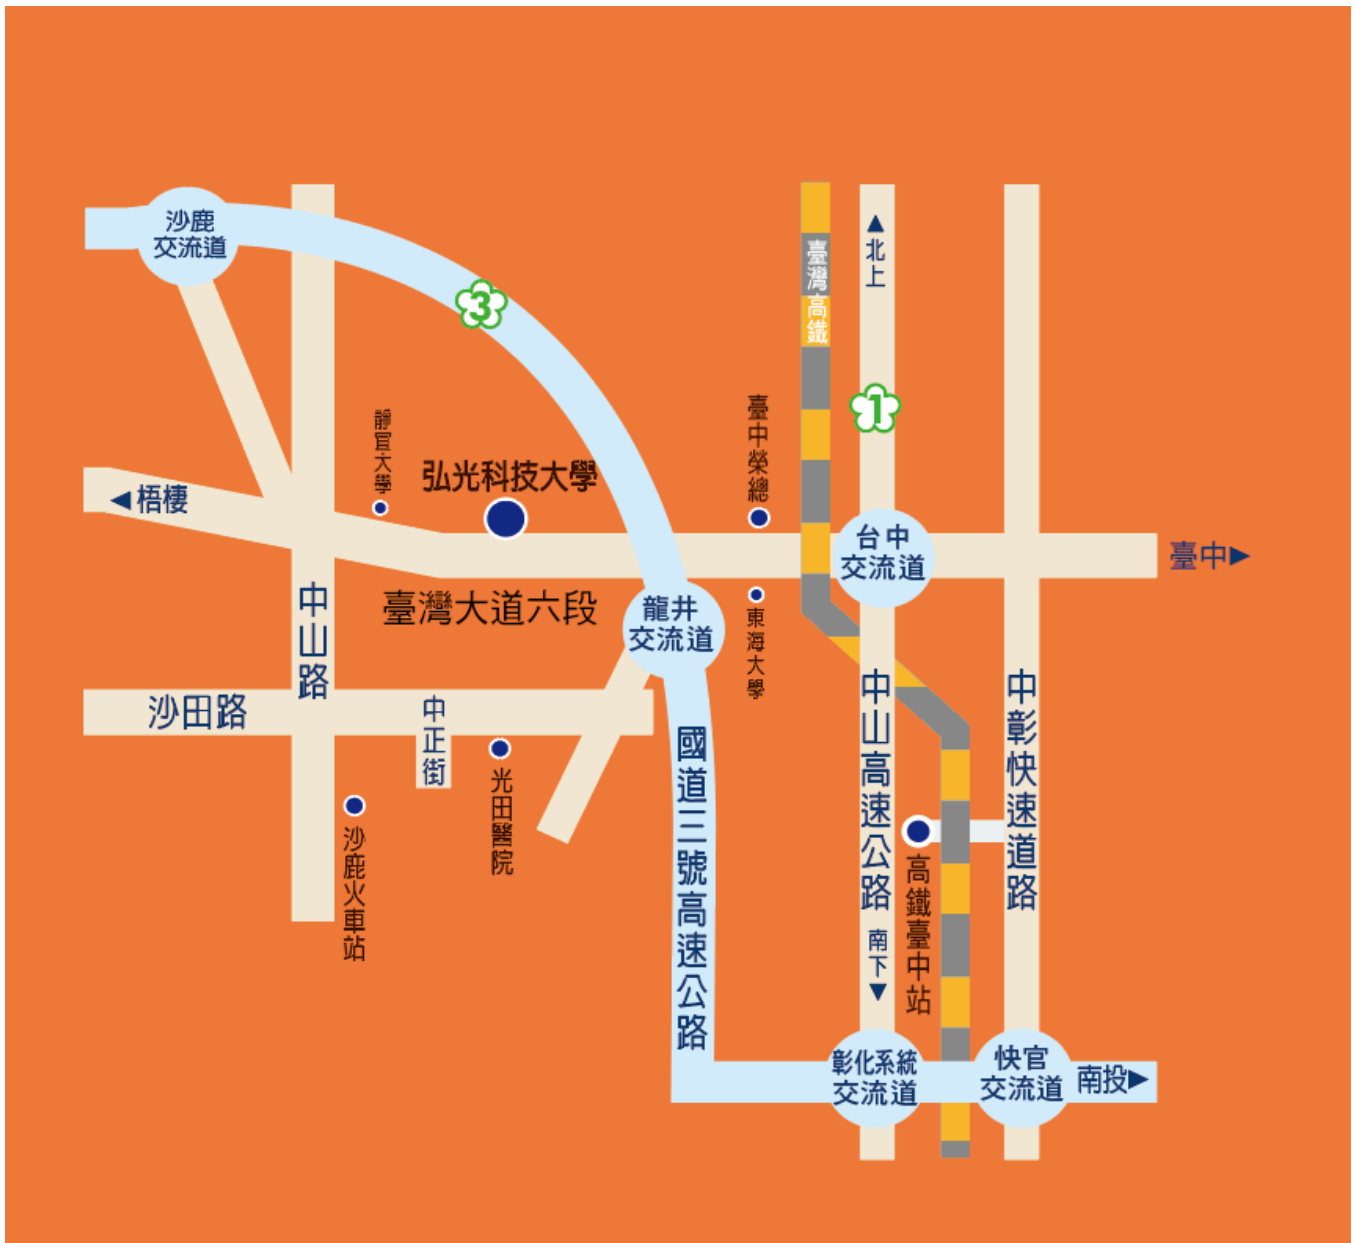 沙鹿
交流道
3
臺灣高鐵
▲
北
上
1
靜宜大學
弘光科技大學
臺中榮總
◀梧棲
台中
交流道
臺中▶
臺灣大道六段
龍井
交流道
東海大學
中山路
沙田路
中正街
光田醫院
沙鹿火車站
國道三號高速公路
中山高速公路
南
下
▼
高鐵臺中站
中彰快速道路
彰化系統
交流道
快官
交流道
南投▶